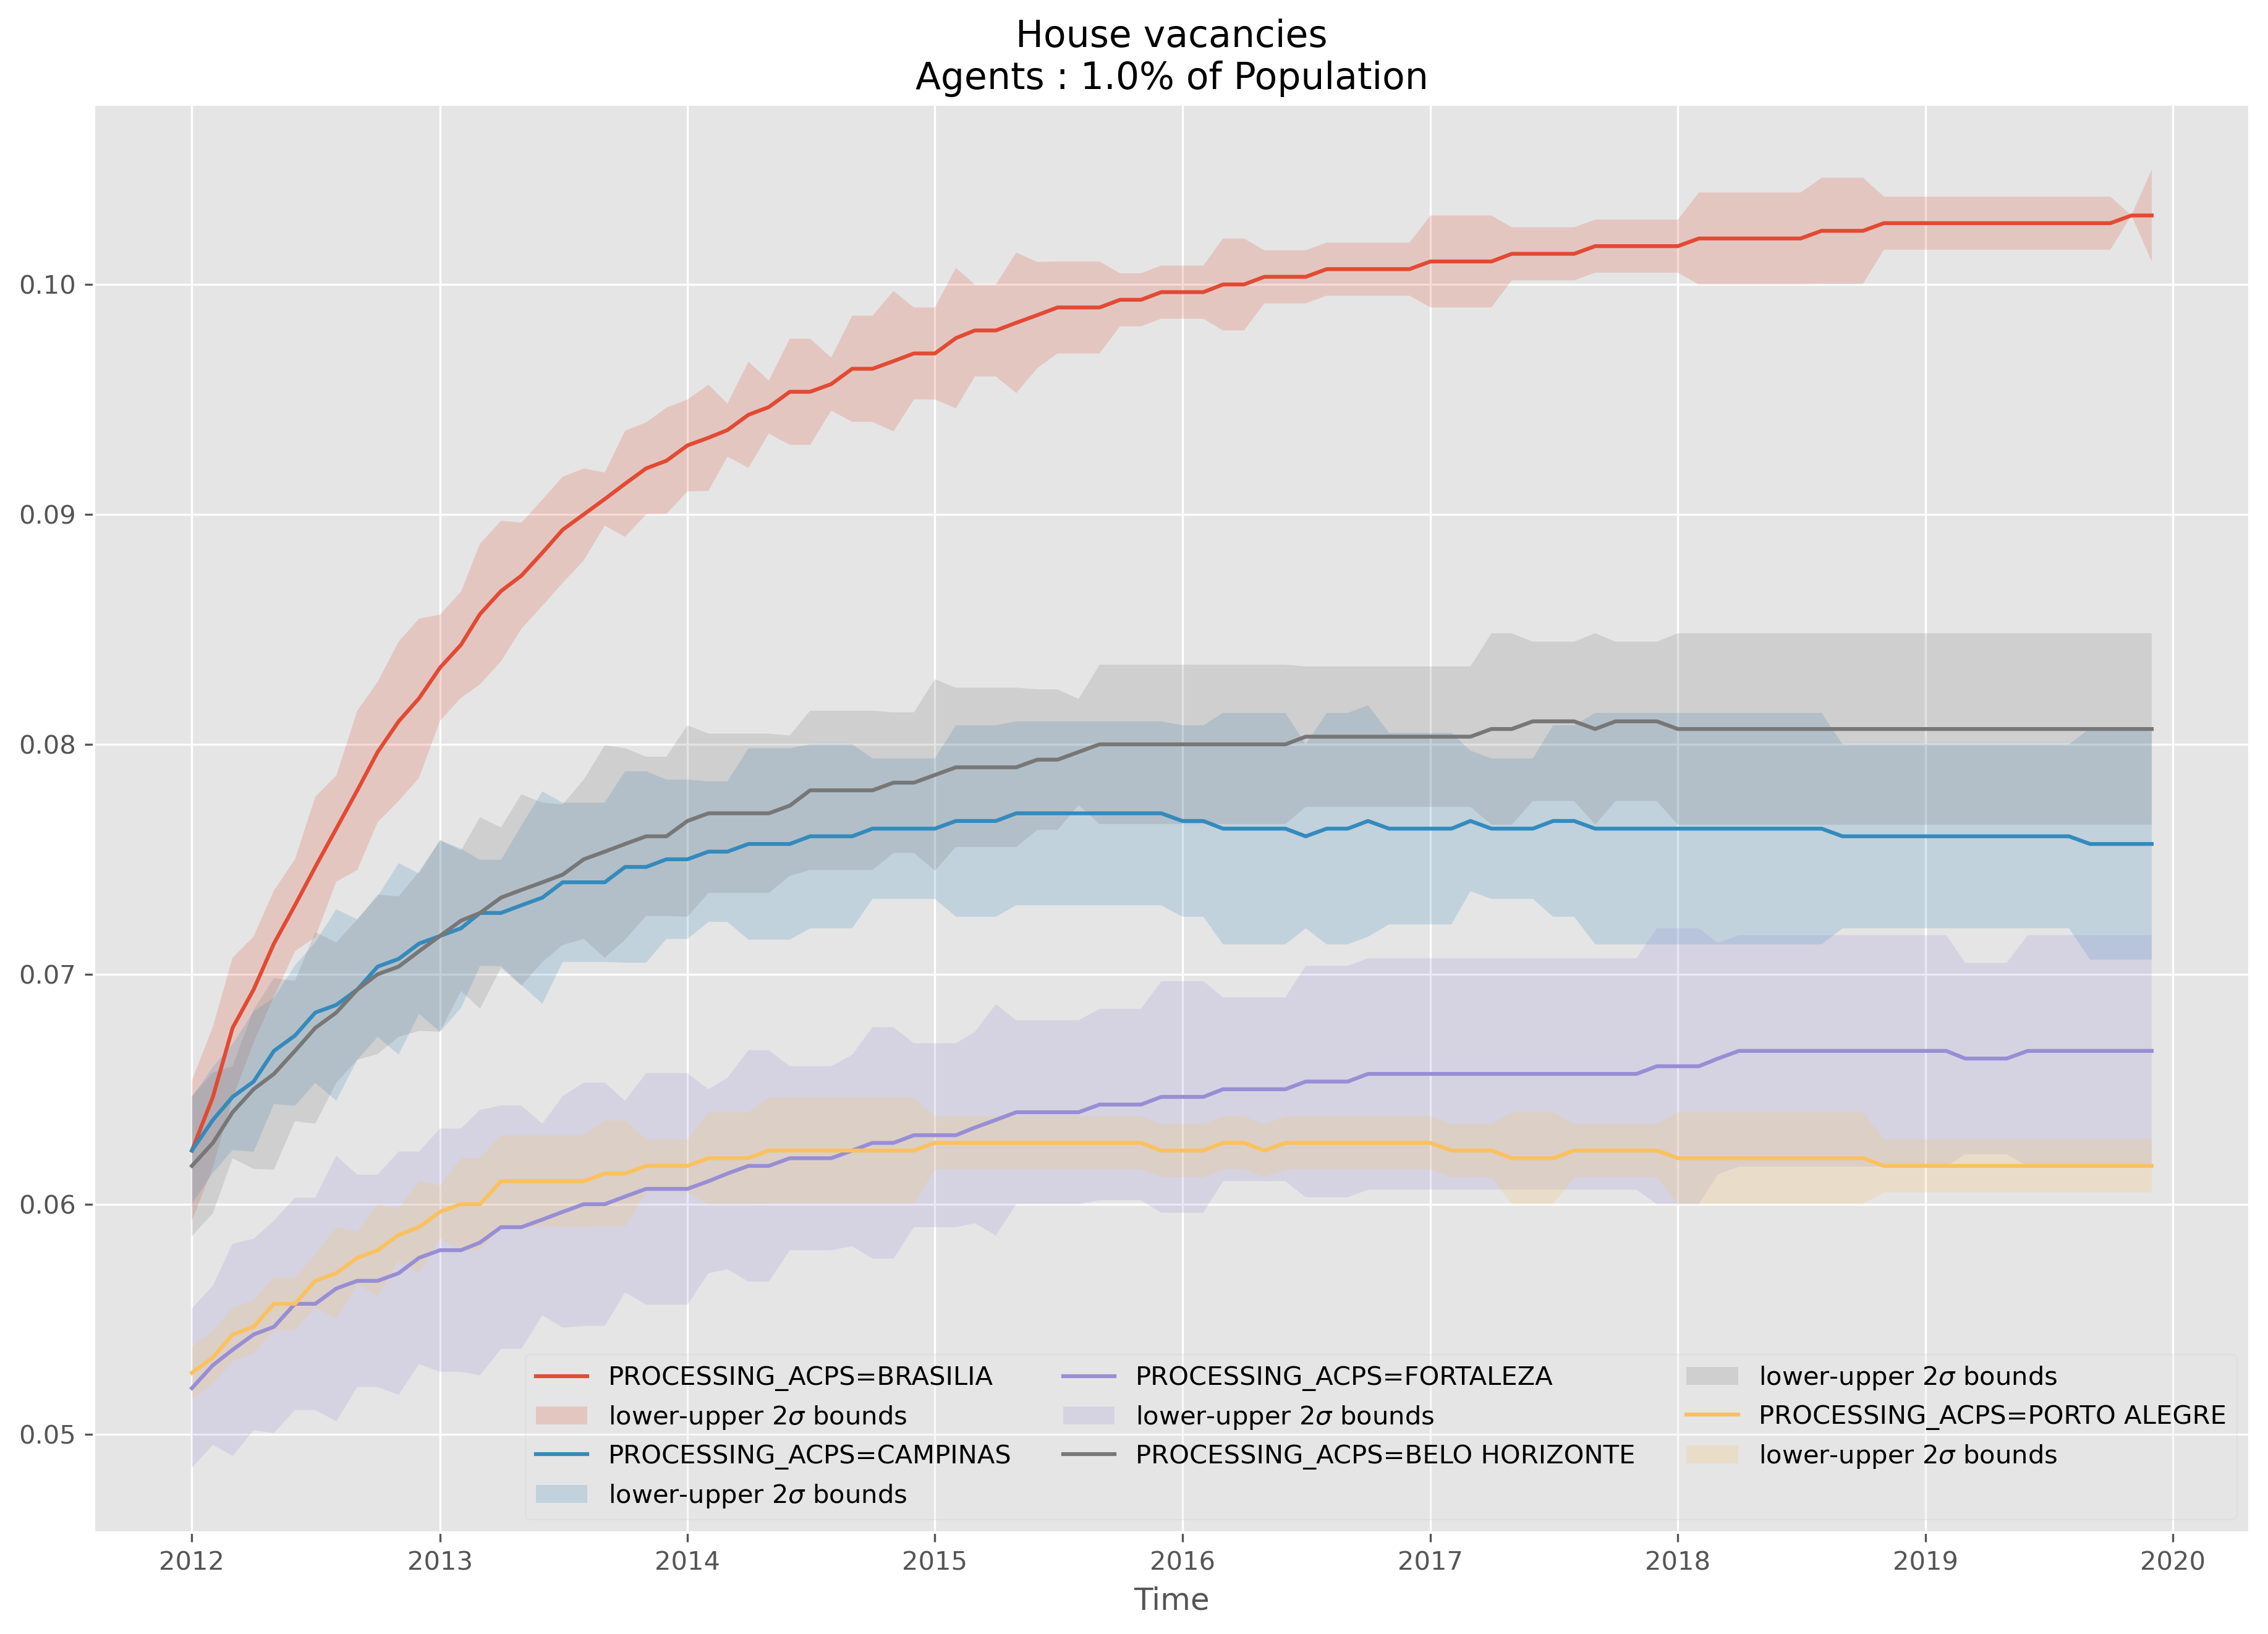 House vacancies
Agents : 1.0% of Population
0.10
0.09
0.08
0.07
0.06
0.05
PROCESSING_ACPS=BRASILIA
lower-upper 2σ bounds
PROCESSING_ACPS=CAMPINAS
lower-upper 2σ bounds
PROCESSING_ACPS=FORTALEZA
lower-upper 2σ bounds
PROCESSING_ACPS=BELO HORIZONTE
lower-upper 2σ bounds
PROCESSING_ACPS=PORTO ALEGRE
lower-upper 2σ bounds
2012 2013 2014 2015 2016 2017 2018 2019 2020
Time